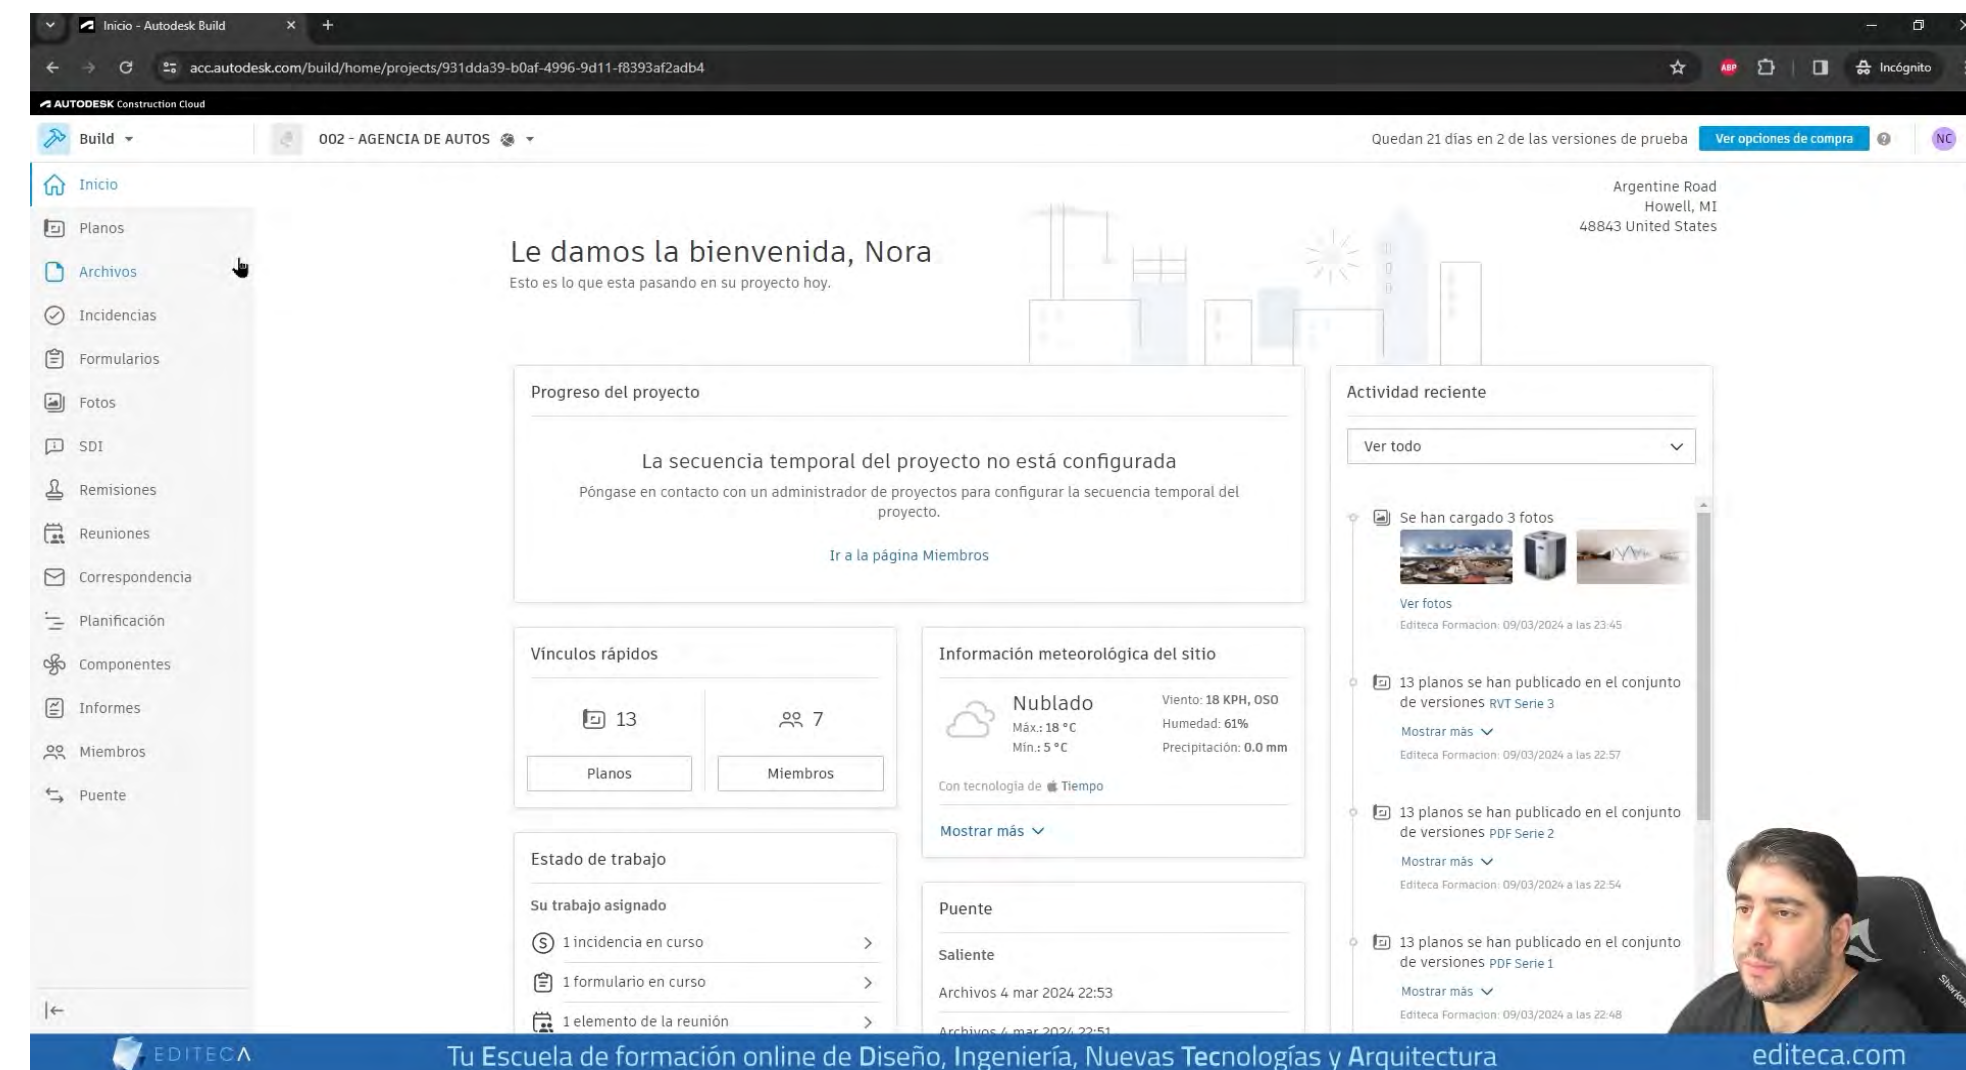 Inicio - Autodesk Build
acc.autodesk.com/build/home/projects/931dda39-b0af-4996-9d11-f8393af2adb4
ABP
Incógnito
AUTODESK Construction Cloud
Build
002 - AGENCIA DE AUTOS
Quedan 21 días en 2 de las versiones de prueba
Ver opciones de compra
NC
Inicio
Planos
Archivos
Incidencias
Formularios
Fotos
SDI
Remisiones
Reuniones
Correspondencia
Planificación
Componentes
Informes
Miembros
Puente
Argentine Road
Howell, MI
48843 United States
Le damos la bienvenida, Nora
Esto es lo que esta pasando en su proyecto hoy.
Progreso del proyecto
La secuencia temporal del proyecto no está configurada
Póngase en contacto con un administrador de proyectos para configurar la secuencia temporal del
proyecto.
Ir a la página Miembros
Vínculos rápidos
13
7
Planos
Miembros
Información meteorológica del sitio
Nublado
Máx.: 18 °C
Mín.: 5 °C
Viento: 18 KPH, OSO
Humedad: 61%
Precipitación: 0.0 mm
Con tecnología de Tiempo
Mostrar más
Estado de trabajo
Su trabajo asignado
1 incidencia en curso
1 formulario en curso
1 elemento de la reunión
Puente
Saliente
Archivos 4 mar 2024 22:53
Archivos 4 mar 2024 22:51
Actividad reciente
Ver todo
Se han cargado 3 fotos
Ver fotos
Editeca Formacion: 09/03/2024 a las 23:45
13 planos se han publicado en el conjunto
de versiones RVT Serie 3
Mostrar más
Editeca Formacion: 09/03/2024 a las 22:57
13 planos se han publicado en el conjunto
de versiones PDF Serie 2
Mostrar más
Editeca Formacion: 09/03/2024 a las 22:54
13 planos se han publicado en el conjunto
de versiones PDF Serie 1
Mostrar más
Editeca Formacion: 09/03/2024 a las 22:48
EDITECA
Tu Escuela de formación online de Diseño, Ingeniería, Nuevas Tecnologías y Arquitectura
editeca.com